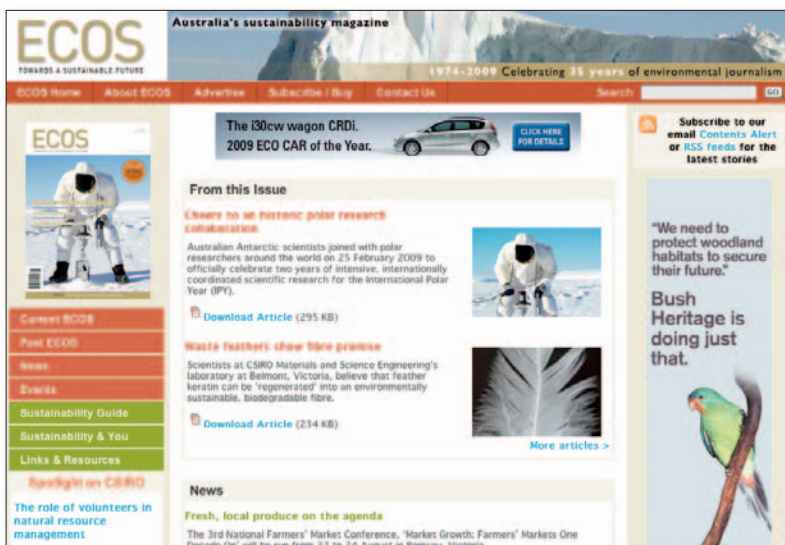 Australia's sustainability magazine
ECOS
TOWARDS A SUSTAINABLE FUTURE
1974-2009 Celebrating 35 years of environmental journalism
ECOS Home About ECOS Advertise Subscribe / Buy Contact Us Search GO
ECOS
The i30cw wagon CRDi.
2009 ECO CAR of the Year.
CLICK HERE
FOR DETAILS
Subscribe to our
email Contents Alert
or RSS feeds for the
latest stories
Current ECOS
Past ECOS
News
Events
Sustainability Guide
Sustainability & You
Links & Resources
Spotlight on CSIRO
The role of volunteers in
natural resource
management
From this Issue
Cheers to an historic polar research
collaboration
Australian Antarctic scientists joined with polar
researchers around the world on 25 February 2009 to
officially celebrate two years of intensive, internationally
coordinated scientific research for the International Polar
Year (IPY).
Download Article (295 KB)
Waste feathers show fibre promise
Scientists at CSIRO Materials and Science Engineering's
laboratory at Belmont, Victoria, believe that feather
keratin can be 'regenerated' into an environmentally
sustainable, biodegradable fibre.
Download Article (234 KB)
More articles >
News
Fresh, local produce on the agenda
The 3rd National Farmers' Market Conference, 'Market Growth: Farmers' Markets One
"We need to
protect woodland
habitats to secure
their future."
Bush
Heritage is
doing just
that.